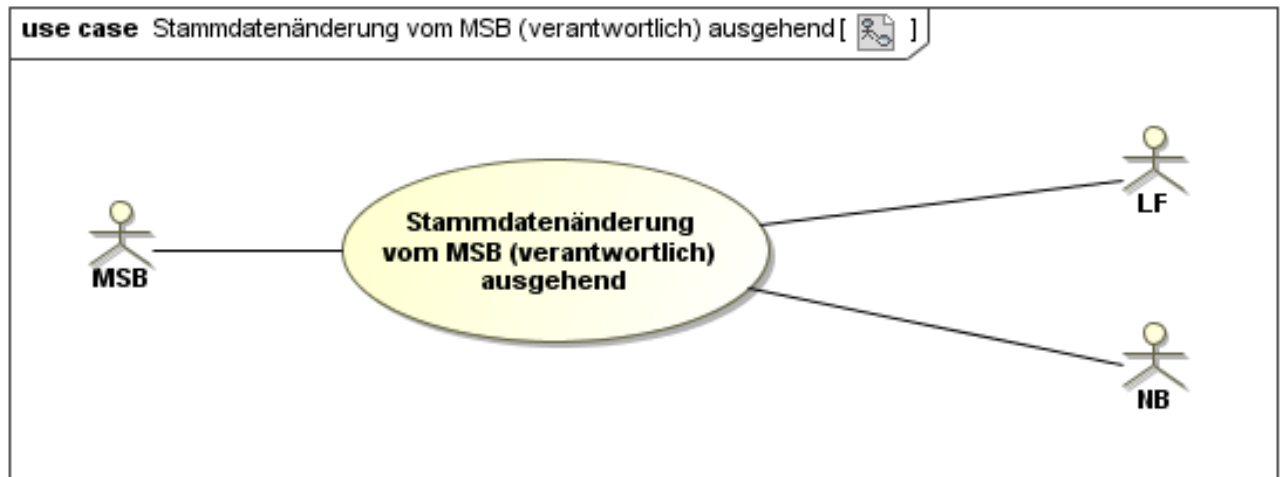 use case Stammdatenänderung vom MSB (verantwortlich) ausgehend [ ]
LF
Stammdatenänderung
vom MSB (verantwortlich)
ausgehend
MSB
NB